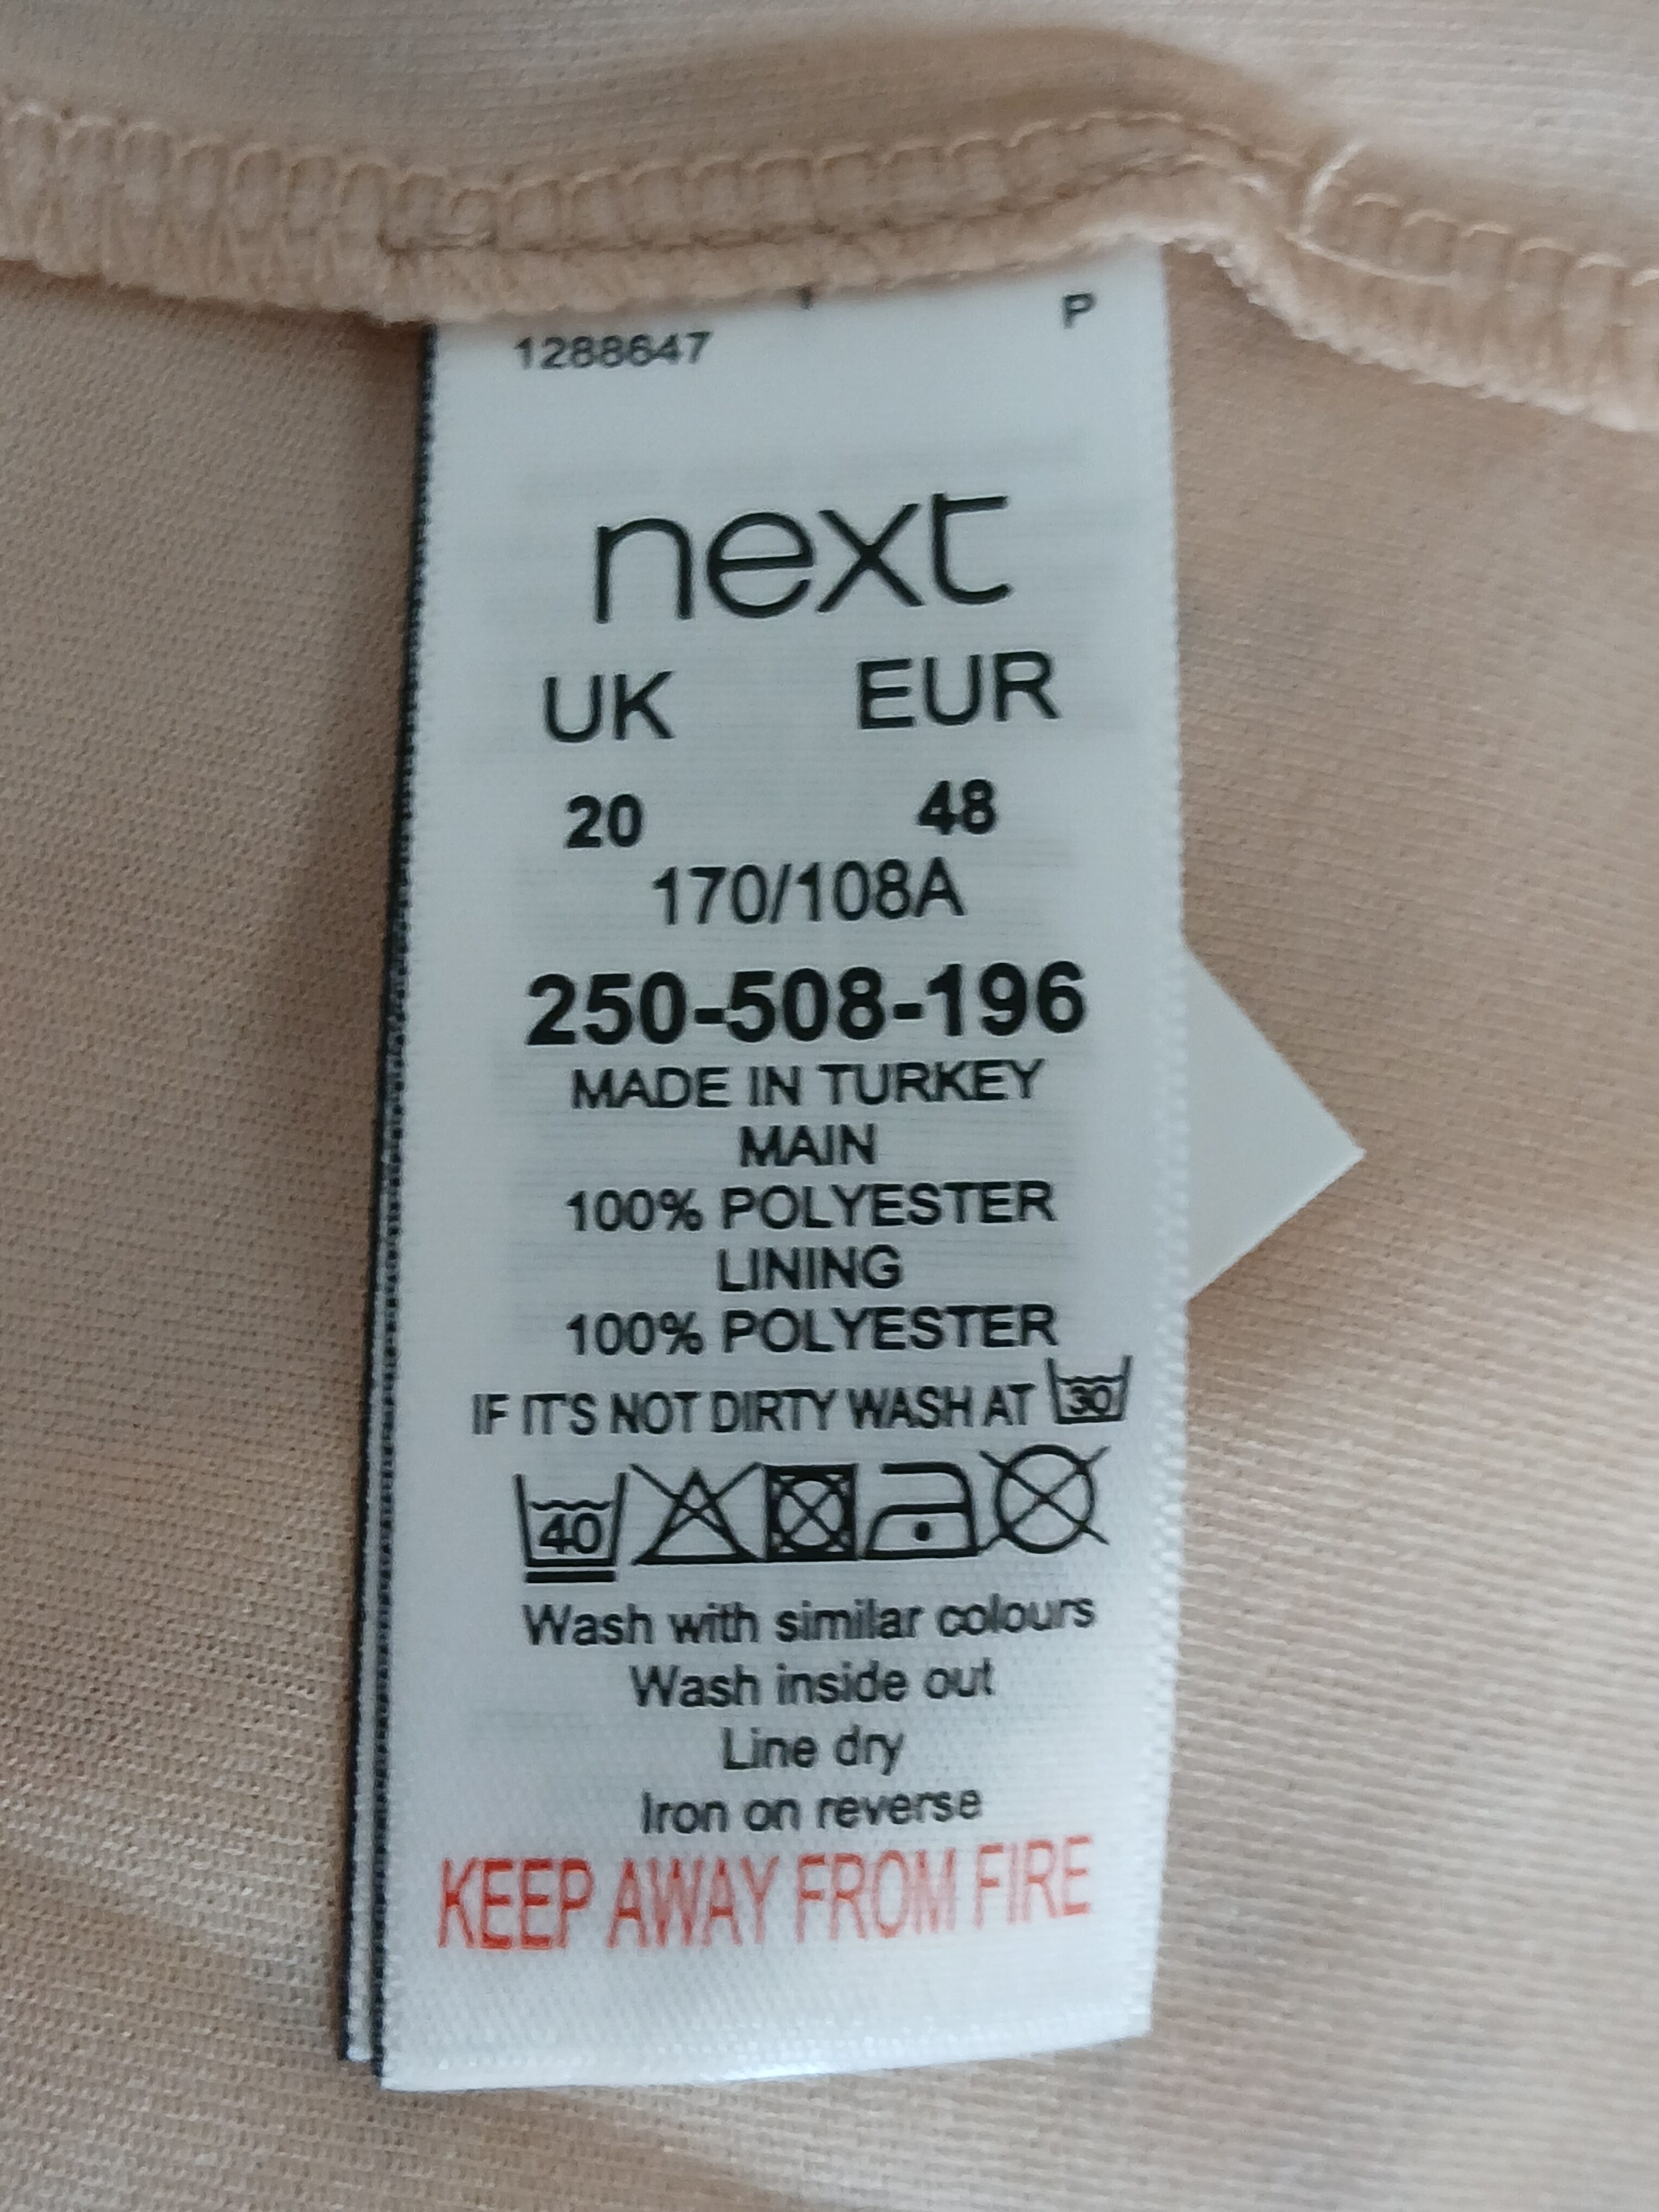 P
1288647
next
UK EUR
20 48
170/108A
250-508-196
MADE IN TURKEY
MAIN
100% POLYESTER
LINING
100% POLYESTER
IF IT'S NOT DIRTY WASH AT 30
40
Wash with similar colours
Wash inside out
Line dry
Iron on reverse
KEEP AWAY FROM FIRE